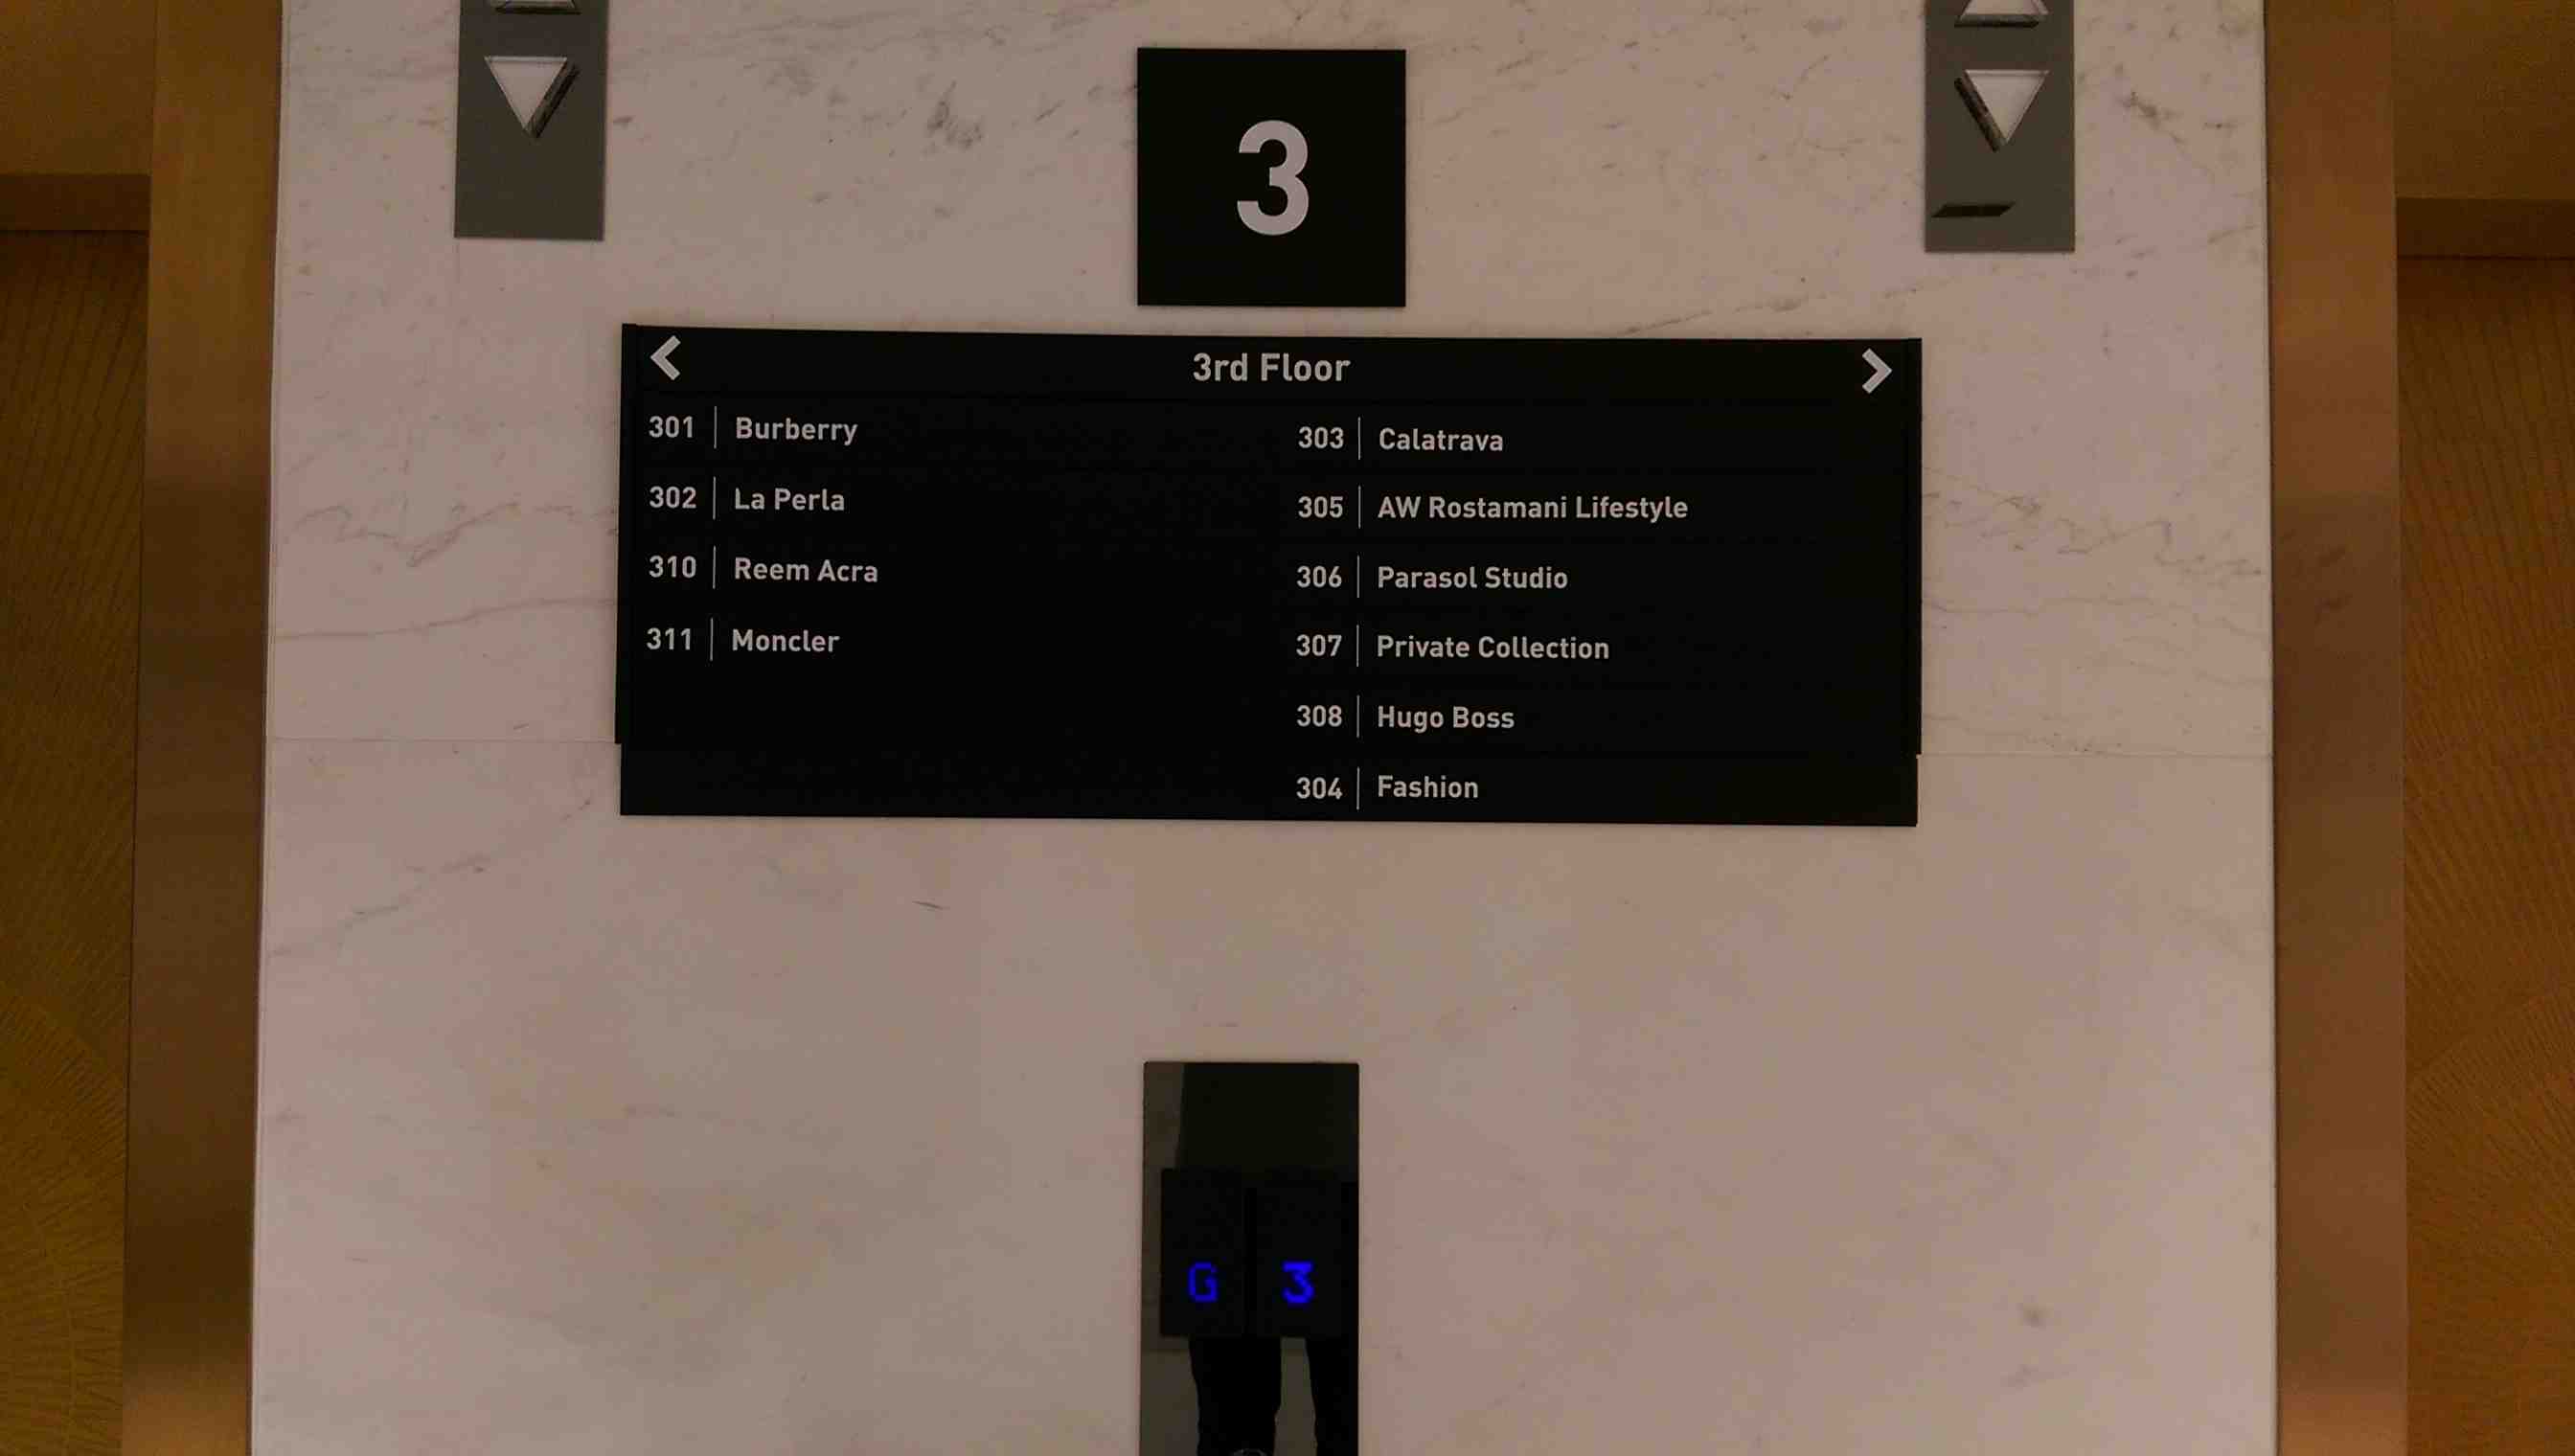 3
3rd Floor
301 Burberry
302 La Perla
310 Reem Acra
311 Moncler
303 Calatrava
305 AW Rostamani Lifestyle
306 Parasol Studio
307 Private Collection
308 Hugo Boss
304 Fashion
G 3